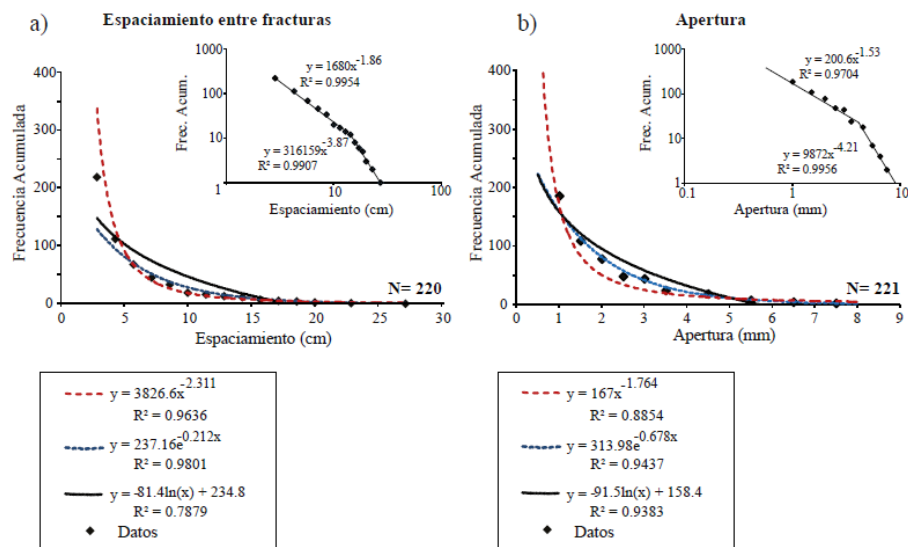 a)
Espaciamiento entre fracturas
Frecuencia Acumulada
400
300
200
100
0
0
5
10
15
20
25
30
Espaciamiento (cm)
N= 220
Frec. Acum.
1000
100
10
1
10
100
Espaciamiento (cm)
y = 1680x^-1.86
R² = 0.9954
y = 316159x^-3.87
R² = 0.9907
y = 3826.6x^-2.311
R² = 0.9636
y = 237.16e^-0.212x
R² = 0.9801
y = -81.4ln(x) + 234.8
R² = 0.7879
Datos
b)
Apertura
Frecuencia Acumulada
400
300
200
100
0
0
1
2
3
4
5
6
7
8
9
Apertura (mm)
N= 221
Frec. Acum.
1000
100
10
1
0.1
1.0
10
Apertura (mm)
y = 200.6x^-1.53
R² = 0.9704
y = 9872x^-4.21
R² = 0.9956
y = 167x^-1.764
R² = 0.8854
y = 313.98e^-0.678x
R² = 0.9437
y = -91.5ln(x) + 158.4
R² = 0.9383
Datos